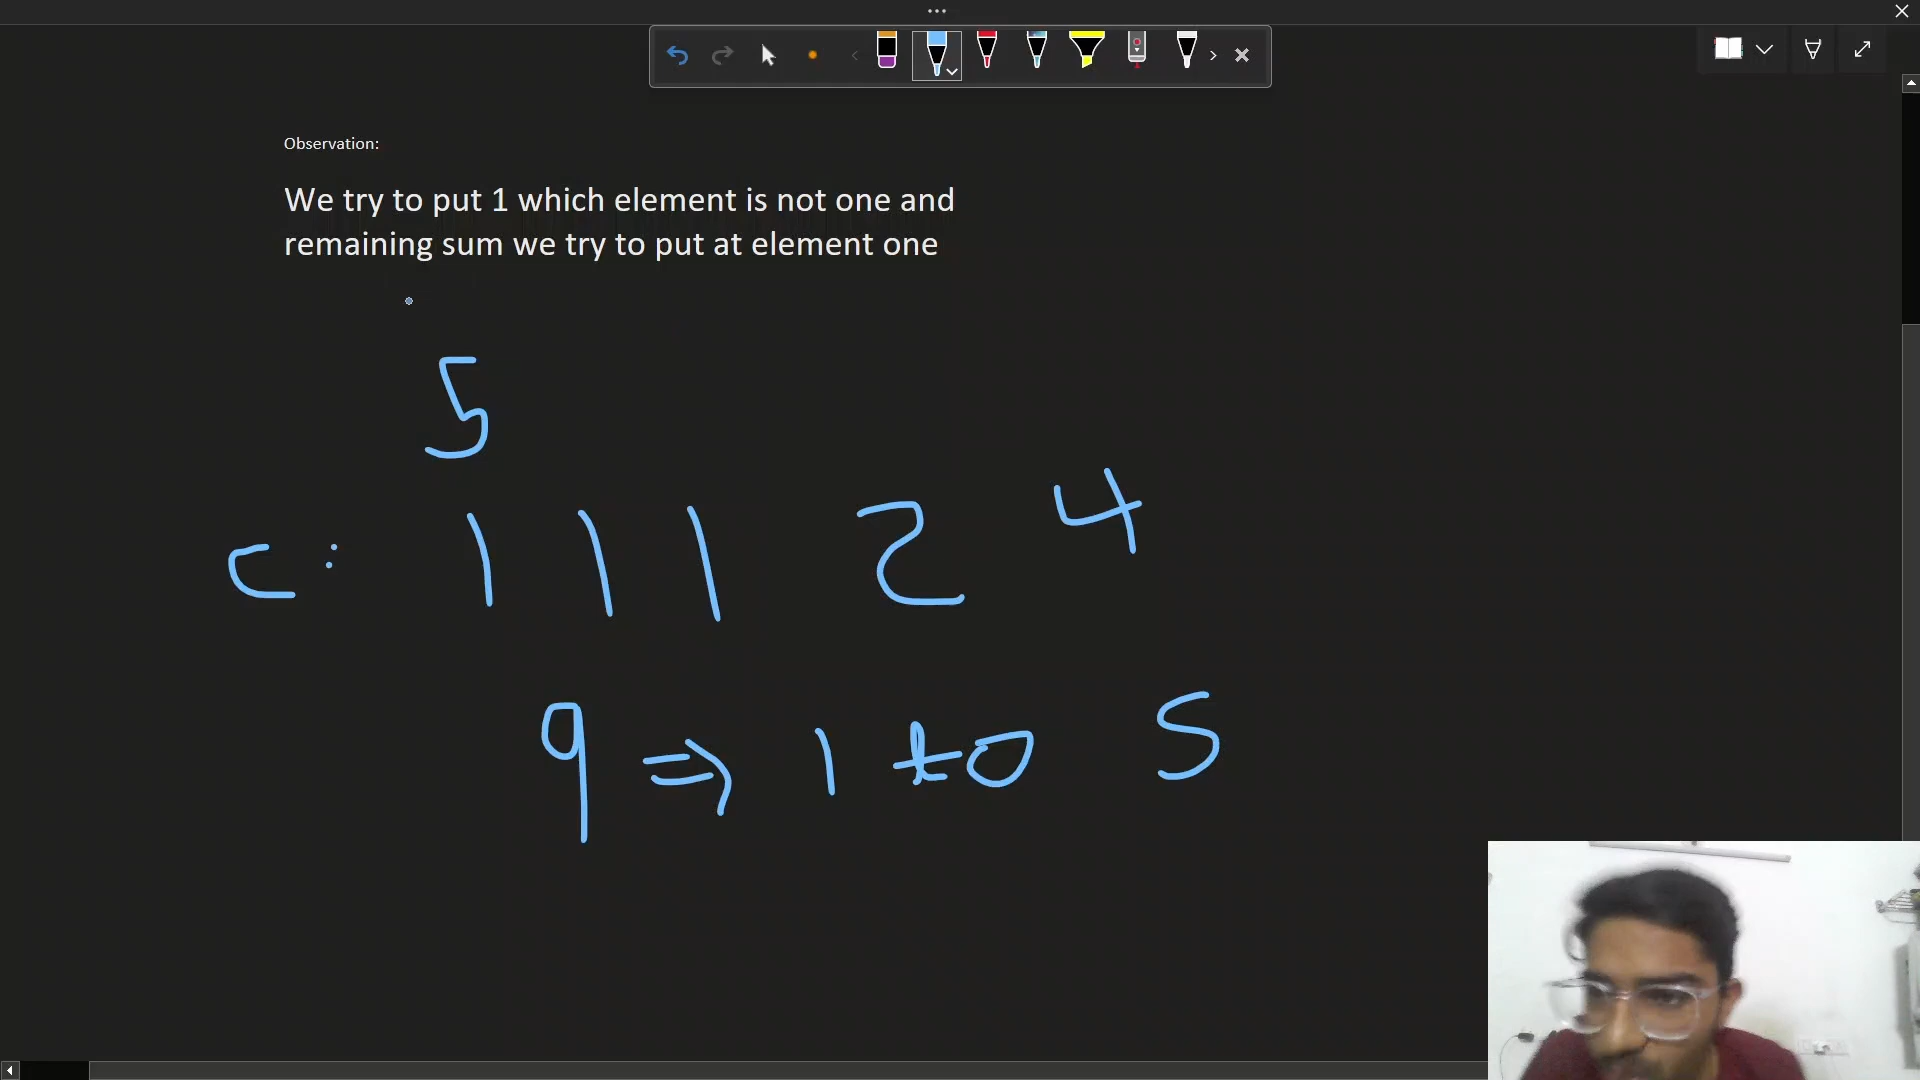 Observation:
We try to put 1 which element is not one and
remaining sum we try to put at element one
5
c: 1 1 1 2 4
q => 1 to 5